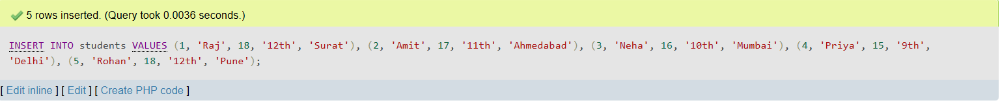 5 rows inserted. (Query took 0.0036 seconds.)
INSERT INTO students VALUES (1, 'Raj', 18, '12th', 'Surat'), (2, 'Amit', 17, '11th', 'Ahmedabad'), (3, 'Neha', 16, '10th', 'Mumbai'), (4, 'Priya', 15, '9th',
'Delhi'), (5, 'Rohan', 18, '12th', 'Pune');
[ Edit inline ] [ Edit ] [ Create PHP code ]